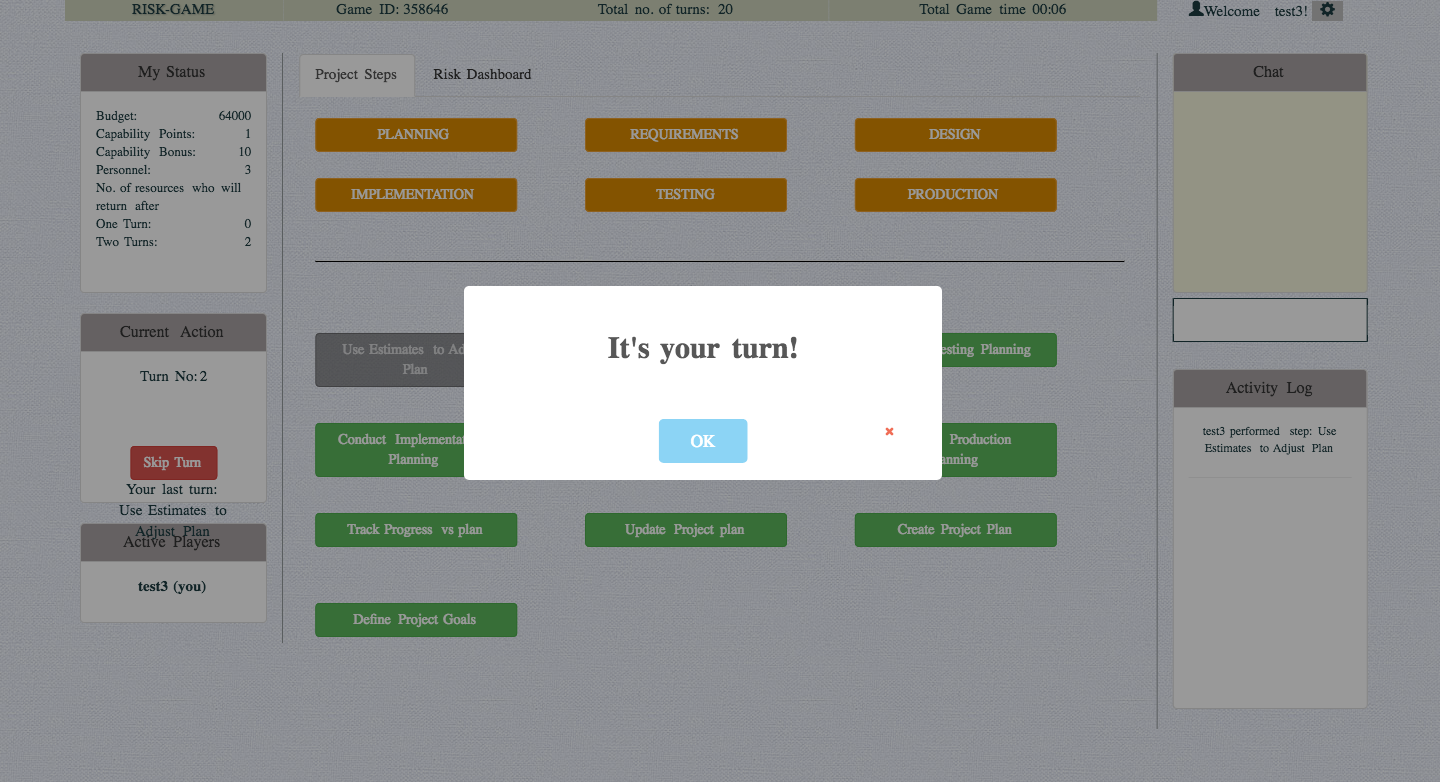 RISK-GAME
Game ID: 358646
Total no. of turns: 20
Total Game time 00:06
Welcome test3!
My Status
Budget: 64000
Capability Points: 1
Capability Bonus: 10
Personnel: 3
No. of resources who will
return after
One Turn: 0
Two Turns: 2
Current Action
Turn No: 2
Skip Turn
Your last turn:
Use Estimates to
Adjust Plan
Active Players
test3 (you)
Project Steps
Risk Dashboard
PLANNING
REQUIREMENTS
DESIGN
IMPLEMENTATION
TESTING
PRODUCTION
Use Estimates to Ad
Plan
esting Planning
Conduct Implementat
Planning
Production
anning
Track Progress vs plan
Update Project plan
Create Project Plan
Define Project Goals
It's your turn!
OK
Chat
Activity Log
test3 performed step: Use
Estimates to Adjust Plan